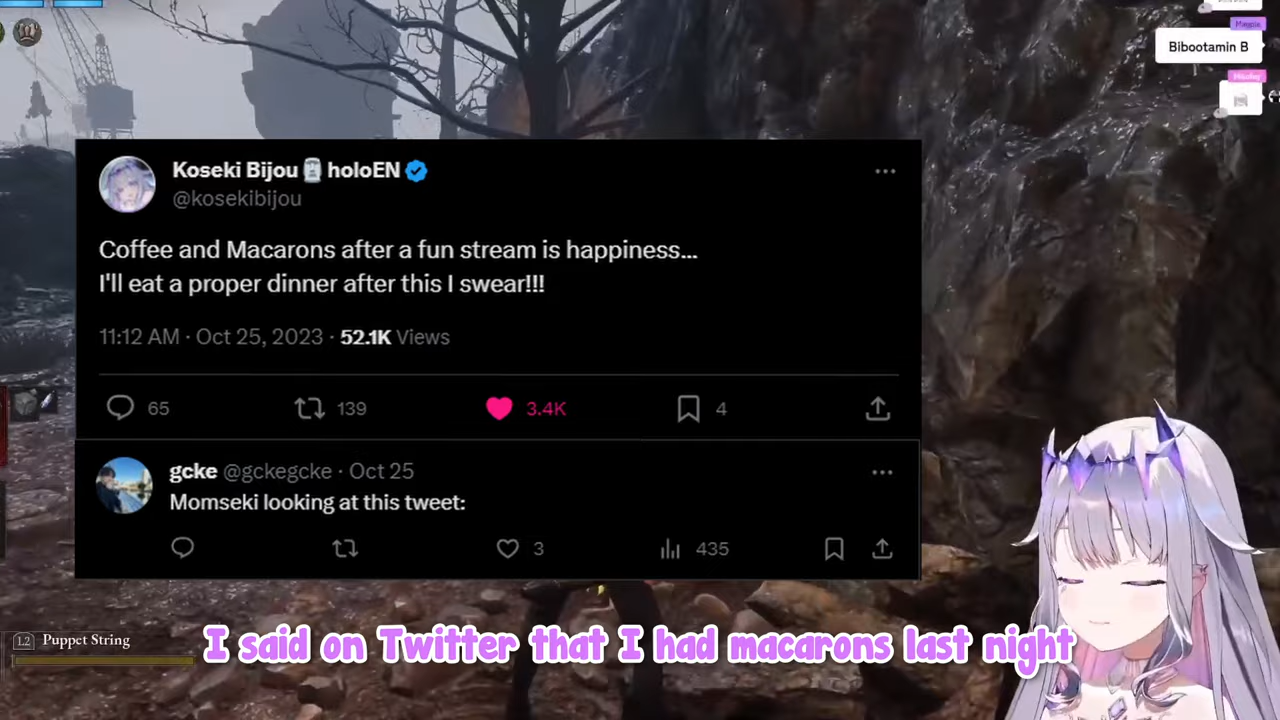 Magpie
Bibootamin B
Koseki Bijou🗿holoEN
@kosekibijou
Coffee and Macarons after a fun stream is happiness...
I'll eat a proper dinner after this I swear!!!
11:12 AM · Oct 25, 2023 · 52.1K Views
65 139 3.4K 4
gcke @gckegcke · Oct 25
Momseki looking at this tweet:
3 435
L2 Puppet String
I said on Twitter that I had macarons last night